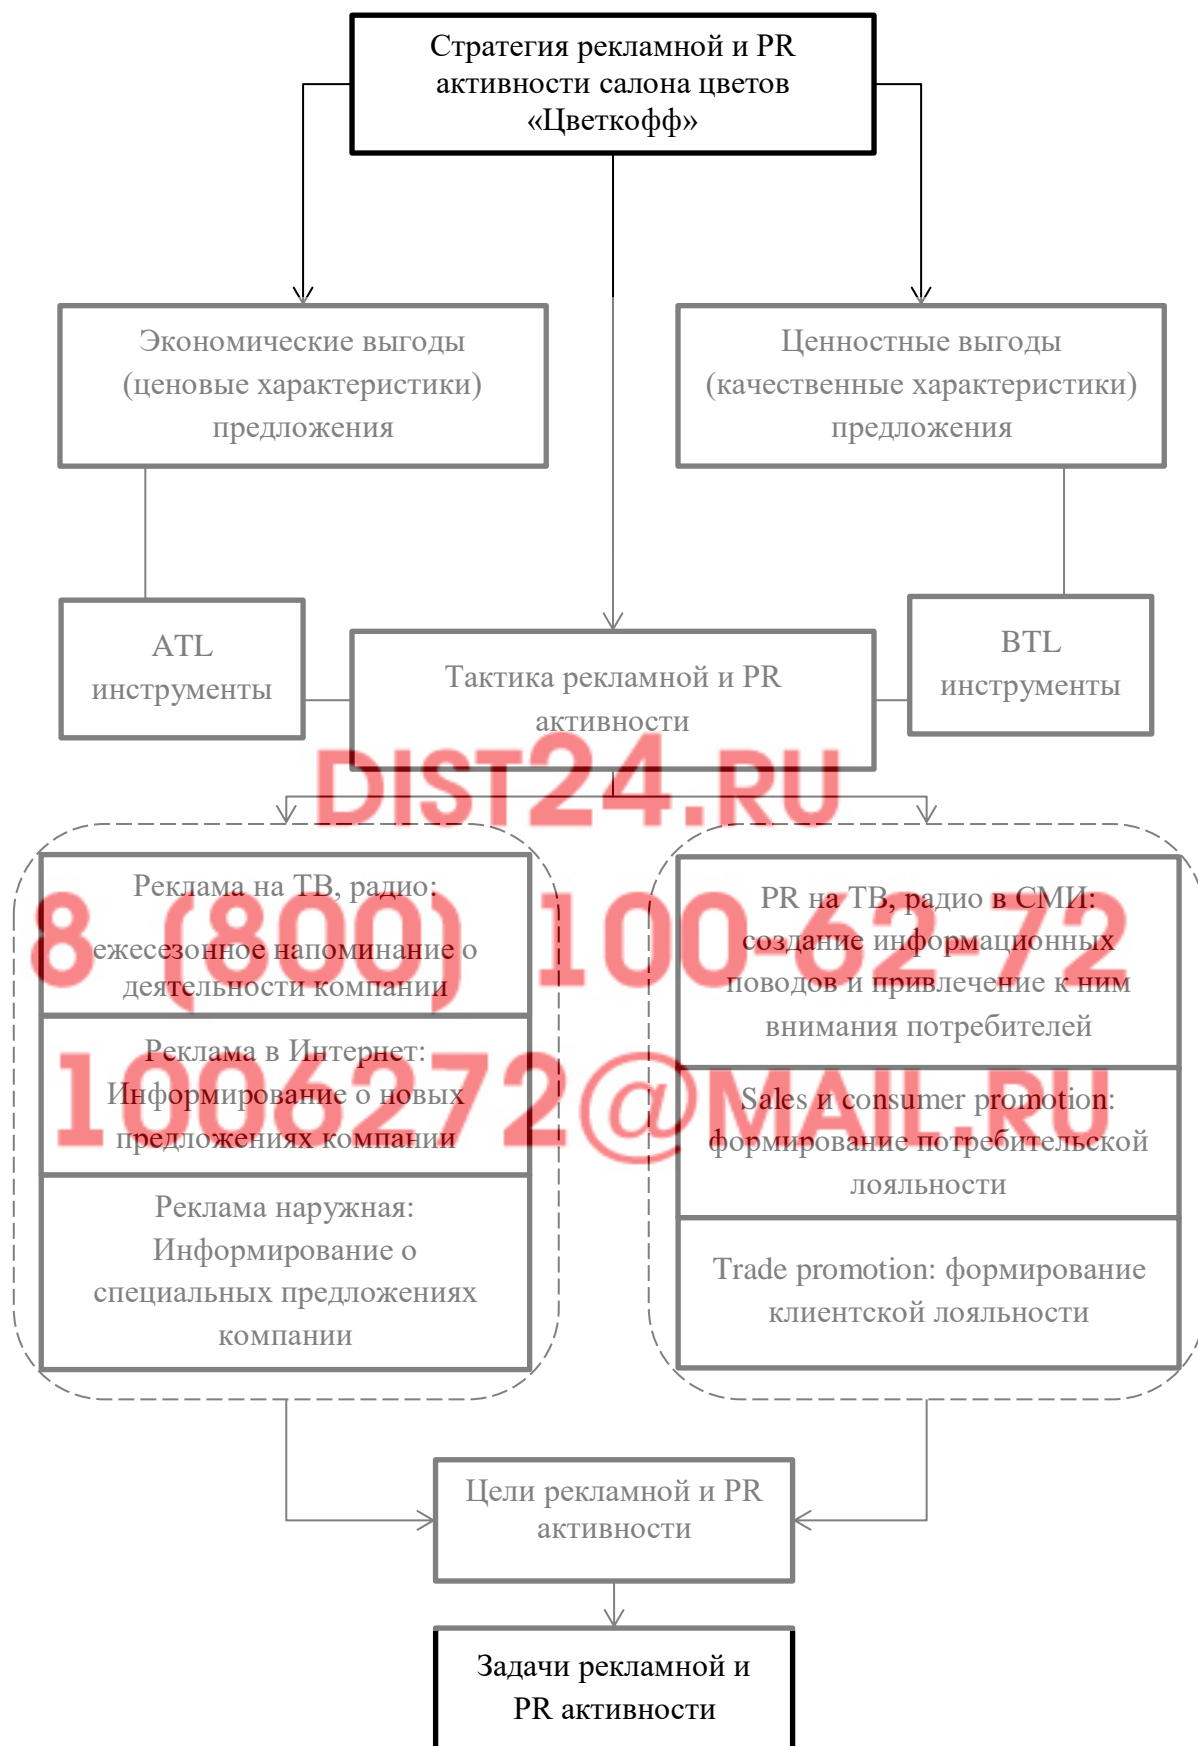 Стратегия рекламной и PR
активности салона цветов
«Цветкофф»
Экономические выгоды
(ценовые характеристики)
предложения
Ценностные выгоды
(качественные характеристики)
предложения
ATL
инструменты
Тактика рекламной и PR
активности
BTL
инструменты
DIST24.RU
8 (800) 100-62-72
1006272@MAIL.RU
Реклама на ТВ, радио:
ежесезонное напоминание о
деятельности компании
Реклама в Интернет:
Информирование о новых
предложениях компании
Реклама наружная:
Информирование о
специальных предложениях
компании
PR на ТВ, радио в СМИ:
создание информационных
поводов и привлечение к ним
внимания потребителей
Sales и consumer promotion:
формирование потребительской
лояльности
Trade promotion: формирование
клиентской лояльности
Цели рекламной и PR
активности
Задачи рекламной и
PR активности